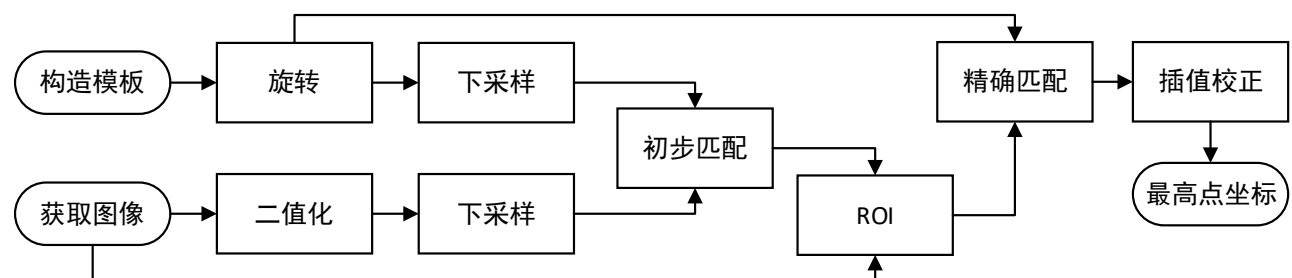 构造模板
旋转
下采样
精确匹配
插值校正
初步匹配
获取图像
二值化
下采样
ROI
最高点坐标